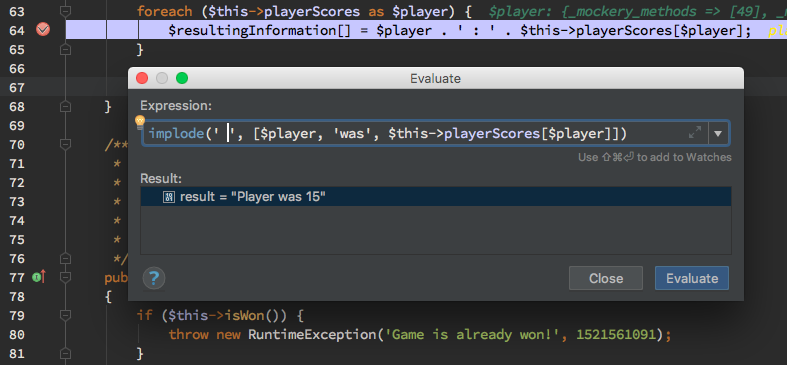 63 foreach ($this->playerScores as $player) { $player: {_mockery_methods => [49], _
64 $resultingInformation[] = $player . ' : ' . $this->playerScores[$player];
65 }
66
67
68 }
69
70 /**
71 *
72 *
73 *
74 *
75 *
76 */
77 pub
78 {
79 if ($this->isWon()) {
80 throw new RuntimeException('Game is already won!', 1521561091);
81 }
Evaluate
Expression:
implode(' ', [$player, 'was', $this->playerScores[$player]])
Use ⇧⌘⏎ to add to Watches
Result:
result = "Player was 15"
?
Close
Evaluate